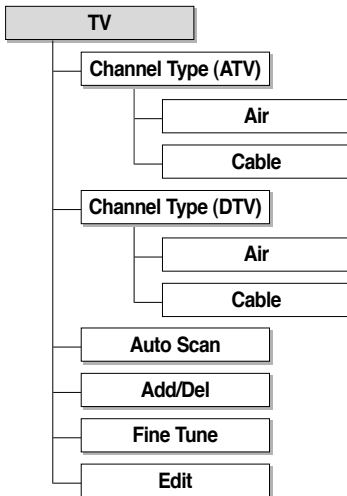 TV
Channel Type (ATV)
Air
Cable
Channel Type (DTV)
Air
Cable
Auto Scan
Add/Del
Fine Tune
Edit